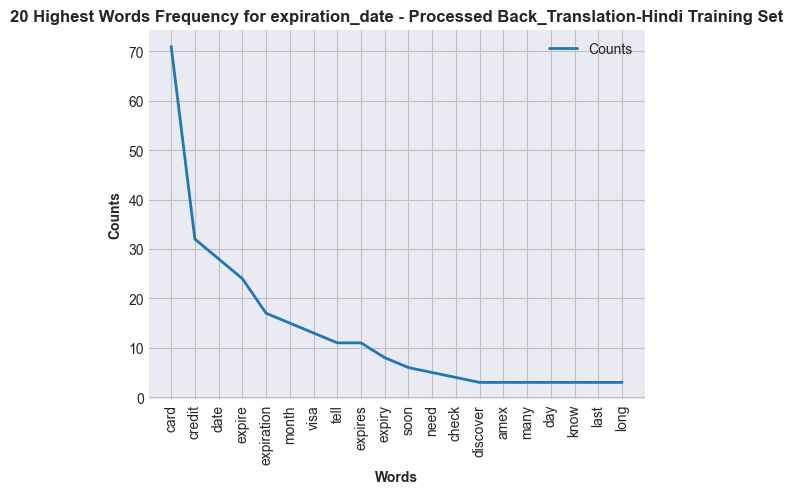 20 Highest Words Frequency for expiration_date - Processed Back_Translation-Hindi Training Set
Counts
70
60
50
40
30
20
10
0
Counts
card
credit
date
expire
expiration
month
visa
tell
expires
expiry
soon
need
check
discover
amex
many
day
know
last
long
Words